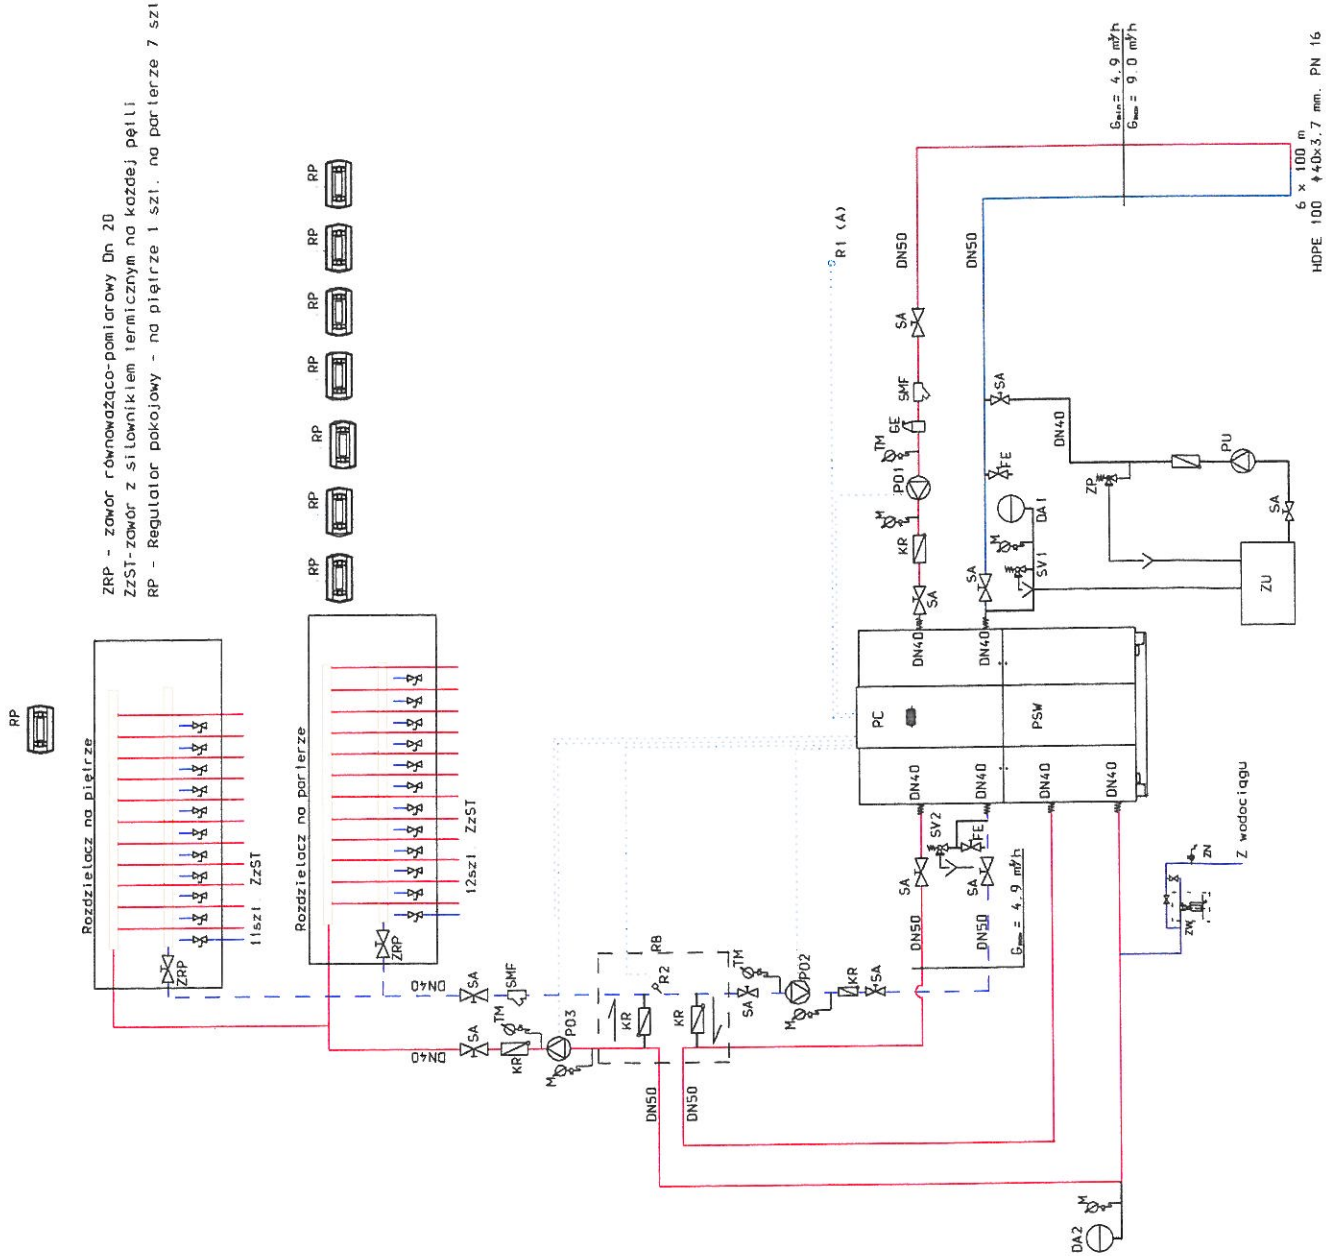 ZRP - zawór równoważąco-pomiarowy Dn 20
ZzST-zawór z siłownikiem termicznym na każdej pętli
RP - Regulator pokojowy - na piętrze 1 szt. na parterze 7 szt
RP
Rozdzielacz na piętrze
ZRP
11szt ZzST
RP
RP
RP
RP
RP
RP
RP
Rozdzielacz na parterze
ZRP
12szt ZzST
DN40
SA
SMF
DN40
SA
KR
TM
M
PO3
RB
R2
KR
KR
DN50
DN50
SA
TM
PO2
M
KR
SA
DN50
DN50
SA
SA
SV2
FE
Gmax = 4.9 m³/h
PC
PSW
DN40
DN40
DN40
DN40
DN40
DN40
R1 (A)
SA
KR
M
PO1
TM
GE
SMF
SA
DN50
DN50
SA
SV1
M
DA1
FE
SA
DN40
ZP
PU
SA
ZU
Gmin = 4.9 m³/h
Gmax = 9.0 m³/h
6 × 100 m
HDPE 100 ϕ40×3.7 mm. PN 16
ZW
ZN
Z wodociągu
M
DA2